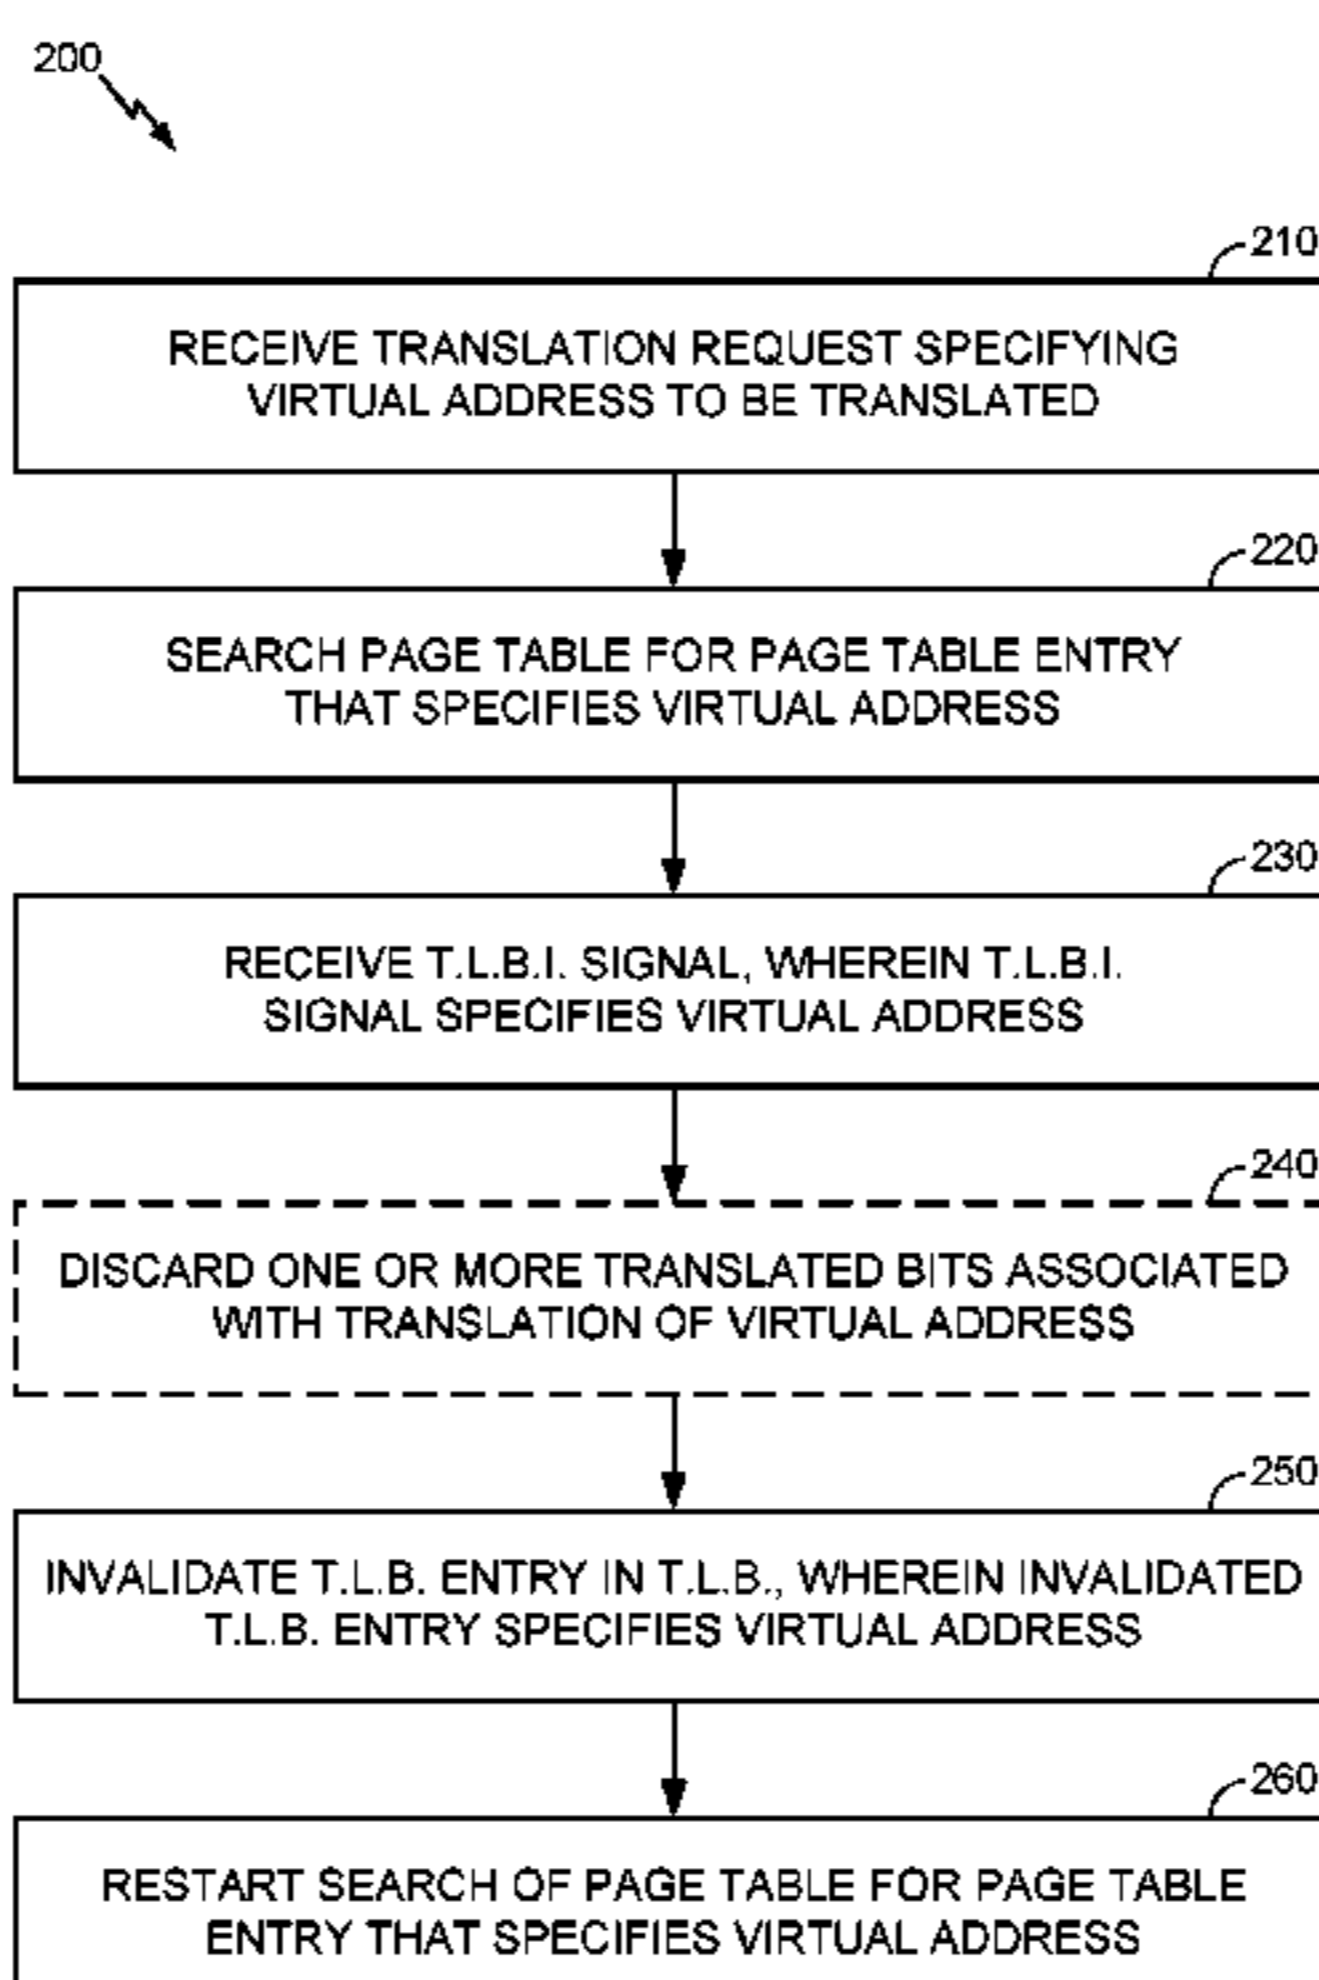 200
210
RECEIVE TRANSLATION REQUEST SPECIFYING
VIRTUAL ADDRESS TO BE TRANSLATED
220
SEARCH PAGE TABLE FOR PAGE TABLE ENTRY
THAT SPECIFIES VIRTUAL ADDRESS
230
RECEIVE T.L.B.I. SIGNAL, WHEREIN T.L.B.I.
SIGNAL SPECIFIES VIRTUAL ADDRESS
240
DISCARD ONE OR MORE TRANSLATED BITS ASSOCIATED
WITH TRANSLATION OF VIRTUAL ADDRESS
250
INVALIDATE T.L.B. ENTRY IN T.L.B., WHEREIN INVALIDATED
T.L.B. ENTRY SPECIFIES VIRTUAL ADDRESS
260
RESTART SEARCH OF PAGE TABLE FOR PAGE TABLE
ENTRY THAT SPECIFIES VIRTUAL ADDRESS